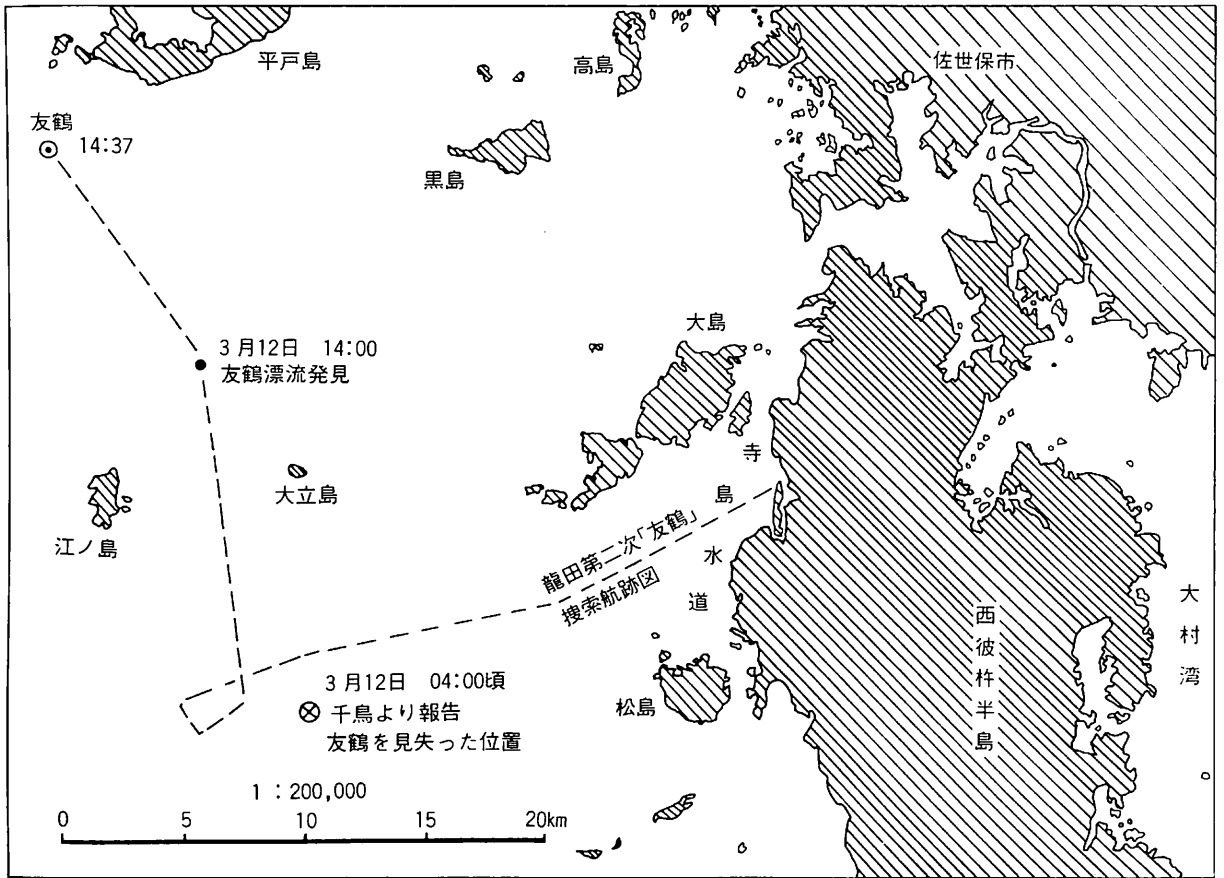 平戸島
高島
佐世保市
友鶴
14:37
黒島
3月12日 14:00
友鶴漂流発見
大島
大立島
江ノ島
寺島水道
龍田第二次「友鶴」
捜索航跡図
3月12日 04:00頃
千鳥より報告
友鶴を見失った位置
松島
西彼杵半島
大村湾
1:200,000
0 5 10 15 20km